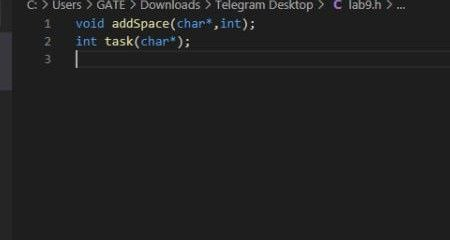 C: > Users > GATE > Downloads > Telegram Desktop > C lab9.h > ...
1 void addSpace(char*,int);
2 int task(char*);
3